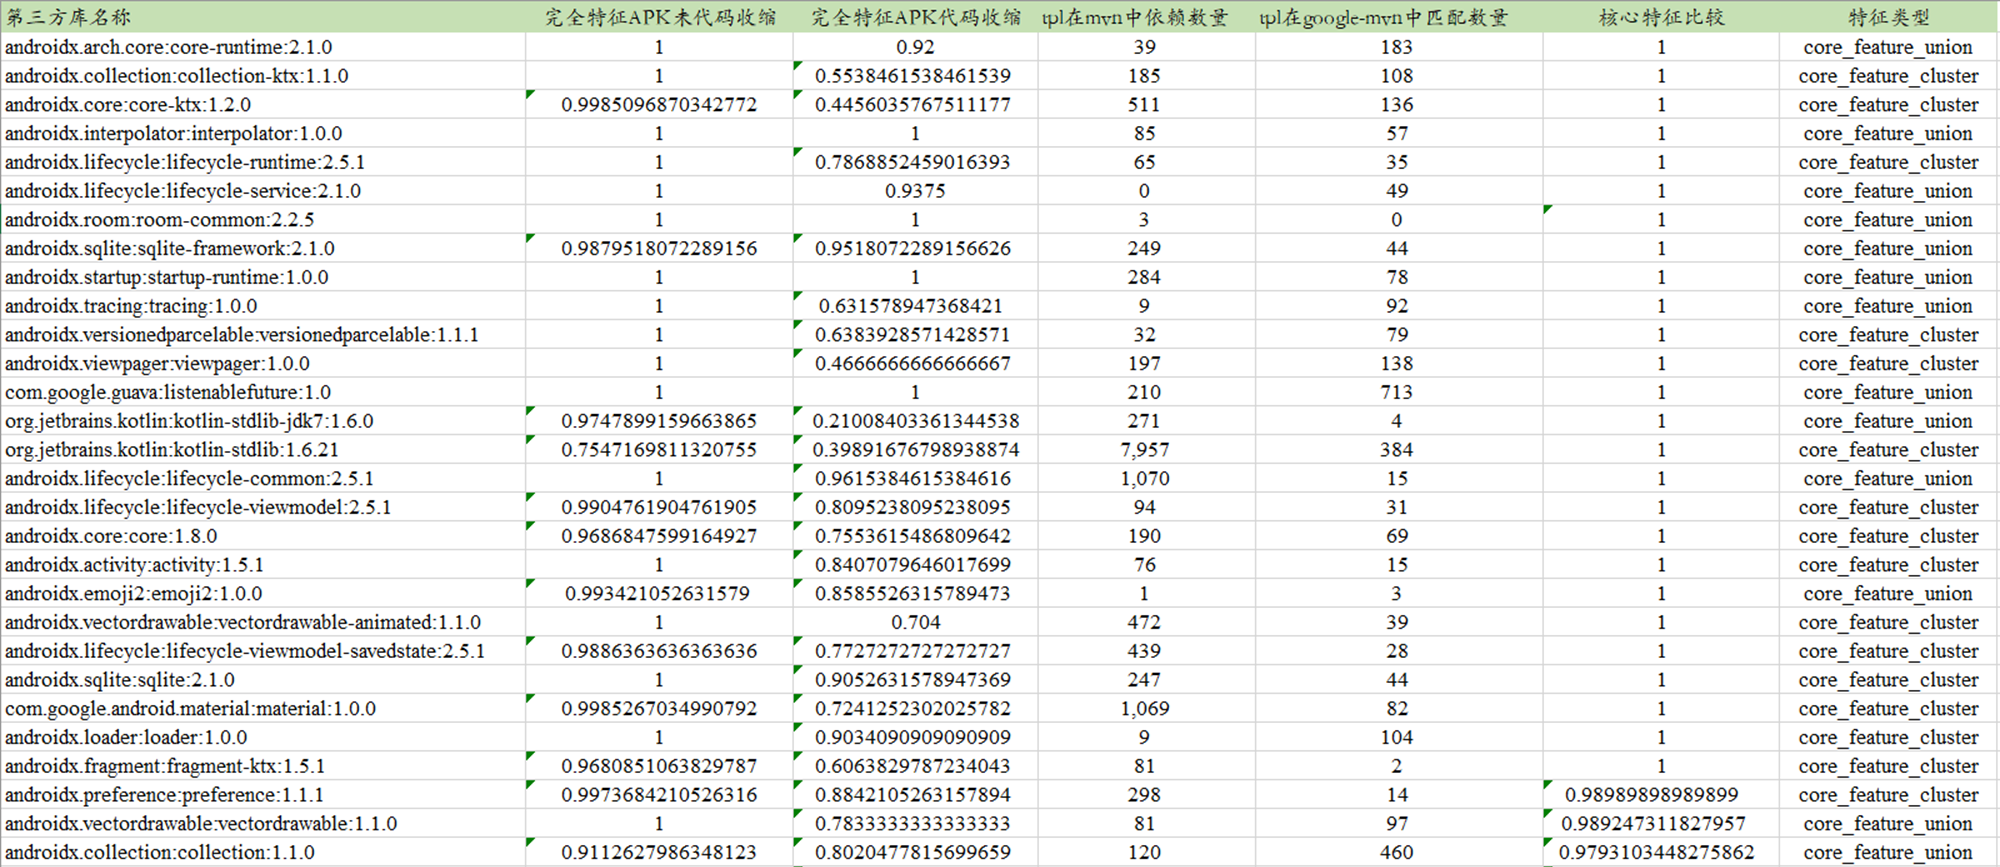 第三方库名称 完全特征APK未代码收缩 完全特征APK代码收缩 tpl在mvn中依赖数量 tpl在google-mvn中匹配数量 核心特征比较 特征类型
androidx.arch.core:core-runtime:2.1.0 1 0.92 39 183 1 core_feature_union
androidx.collection:collection-ktx:1.1.0 1 0.5538461538461539 185 108 1 core_feature_cluster
androidx.core:core-ktx:1.2.0 0.9985096870342772 0.4456035767511177 511 136 1 core_feature_cluster
androidx.interpolator:interpolator:1.0.0 1 1 85 57 1 core_feature_union
androidx.lifecycle:lifecycle-runtime:2.5.1 1 0.7868852459016393 65 35 1 core_feature_cluster
androidx.lifecycle:lifecycle-service:2.1.0 1 0.9375 0 49 1 core_feature_union
androidx.room:room-common:2.2.5 1 1 3 0 1 core_feature_union
androidx.sqlite:sqlite-framework:2.1.0 0.9879518072289156 0.9518072289156626 249 44 1 core_feature_union
androidx.startup:startup-runtime:1.0.0 1 1 284 78 1 core_feature_union
androidx.tracing:tracing:1.0.0 1 0.631578947368421 9 92 1 core_feature_union
androidx.versionedparcelable:versionedparcelable:1.1.1 1 0.6383928571428571 32 79 1 core_feature_cluster
androidx.viewpager:viewpager:1.0.0 1 0.4666666666666667 197 138 1 core_feature_cluster
com.google.guava:listenablefuture:1.0 1 1 210 713 1 core_feature_union
org.jetbrains.kotlin:kotlin-stdlib-jdk7:1.6.0 0.9747899159663865 0.21008403361344538 271 4 1 core_feature_union
org.jetbrains.kotlin:kotlin-stdlib:1.6.21 0.7547169811320755 0.39891676798938874 7,957 384 1 core_feature_cluster
androidx.lifecycle:lifecycle-common:2.5.1 1 0.9615384615384616 1,070 15 1 core_feature_union
androidx.lifecycle:lifecycle-viewmodel:2.5.1 0.9904761904761905 0.8095238095238095 94 31 1 core_feature_cluster
androidx.core:core:1.8.0 0.9686847599164927 0.7553615486809642 190 69 1 core_feature_cluster
androidx.activity:activity:1.5.1 1 0.8407079646017699 76 15 1 core_feature_cluster
androidx.emoji2:emoji2:1.0.0 0.993421052631579 0.8585526315789473 1 3 1 core_feature_union
androidx.vectordrawable:vectordrawable-animated:1.1.0 1 0.704 472 39 1 core_feature_cluster
androidx.lifecycle:lifecycle-viewmodel-savedstate:2.5.1 0.9886363636363636 0.7727272727272727 439 28 1 core_feature_cluster
androidx.sqlite:sqlite:2.1.0 1 0.9052631578947369 247 44 1 core_feature_cluster
com.google.android.material:material:1.0.0 0.9985267034990792 0.7241252302025782 1,069 82 1 core_feature_cluster
androidx.loader:loader:1.0.0 1 0.9034090909090909 9 104 1 core_feature_cluster
androidx.fragment:fragment-ktx:1.5.1 0.9680851063829787 0.6063829787234043 81 2 1 core_feature_cluster
androidx.preference:preference:1.1.1 0.9973684210526316 0.8842105263157894 298 14 0.98989898989899 core_feature_cluster
androidx.vectordrawable:vectordrawable:1.1.0 1 0.7833333333333333 81 97 0.989247311827957 core_feature_union
androidx.collection:collection:1.1.0 0.9112627986348123 0.8020477815699659 120 460 0.9793103448275862 core_feature_union